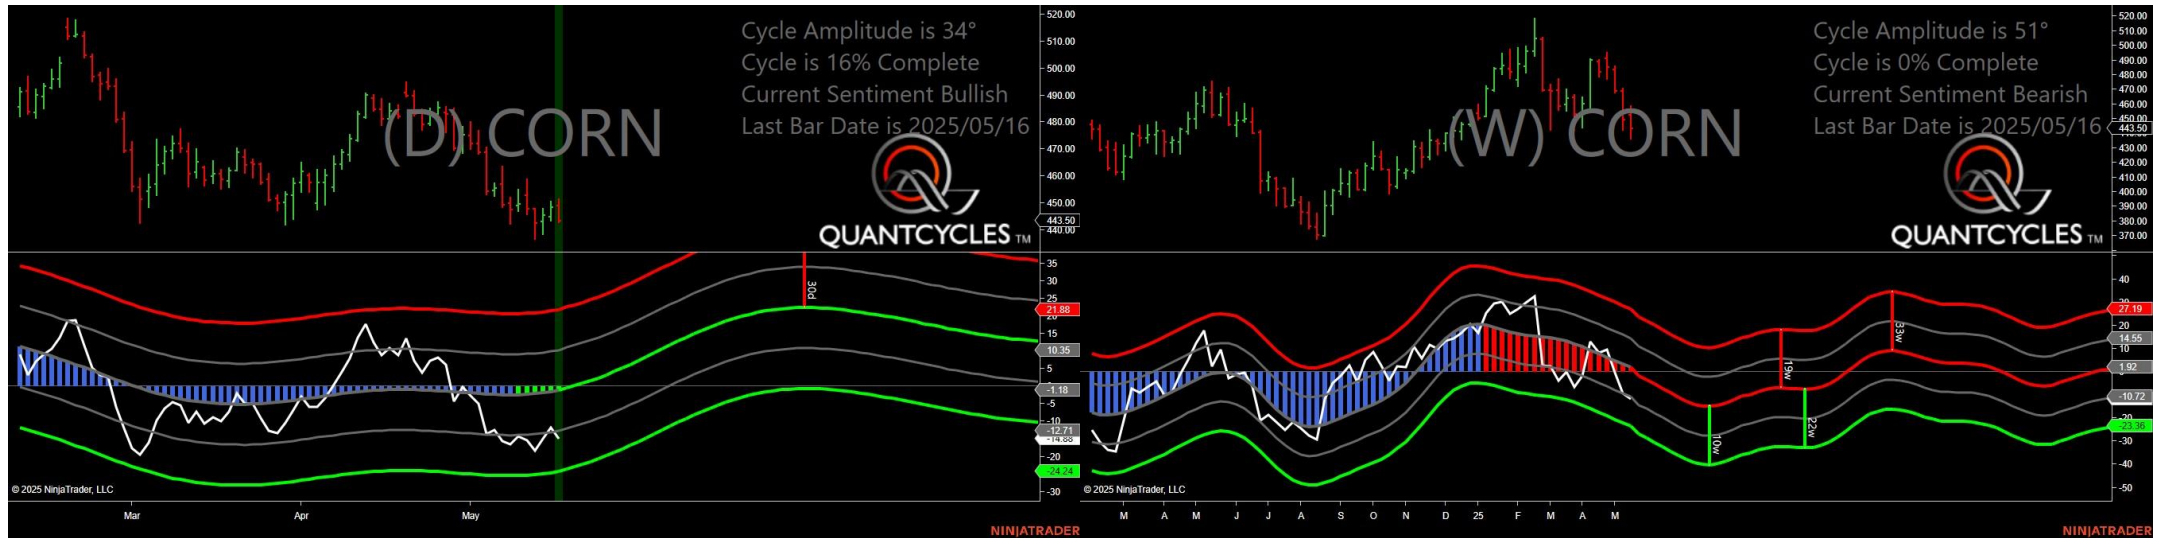 Cycle Amplitude is 34°
Cycle is 16% Complete
Current Sentiment Bullish
Last Bar Date is 2025/05/16
(D) CORN
QUANTCYCLES TM
520.00
510.00
500.00
490.00
480.00
470.00
460.00
450.00
443.50
440.00
35
30
25
21.88
20
15
10.35
5
-1.18
-5
-10
-12.71
-14.88
-20
-24.24
-30
30d
© 2025 NinjaTrader, LLC
Mar
Apr
May
NINJATRADER
Cycle Amplitude is 51°
Cycle is 0% Complete
Current Sentiment Bearish
Last Bar Date is 2025/05/16
(W) CORN
QUANTCYCLES TM
520.00
510.00
500.00
490.00
480.00
470.00
460.00
450.00
443.50
430.00
420.00
410.00
400.00
390.00
380.00
370.00
40
30
27.19
20
14.55
10
1.92
-10.72
-20
-23.36
-30
-40
-50
10w
19w
22w
33w
© 2025 NinjaTrader, LLC
M A M J J A S O N D 25 F M A M
NINJATRADER